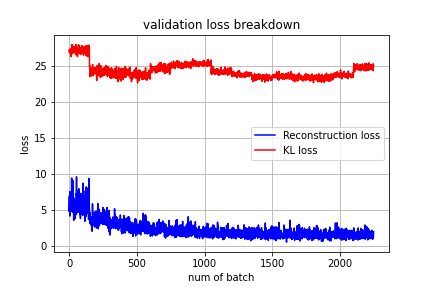 validation loss breakdown
25
20
15
10
5
0
loss
Reconstruction loss
KL loss
0 500 1000 1500 2000
num of batch